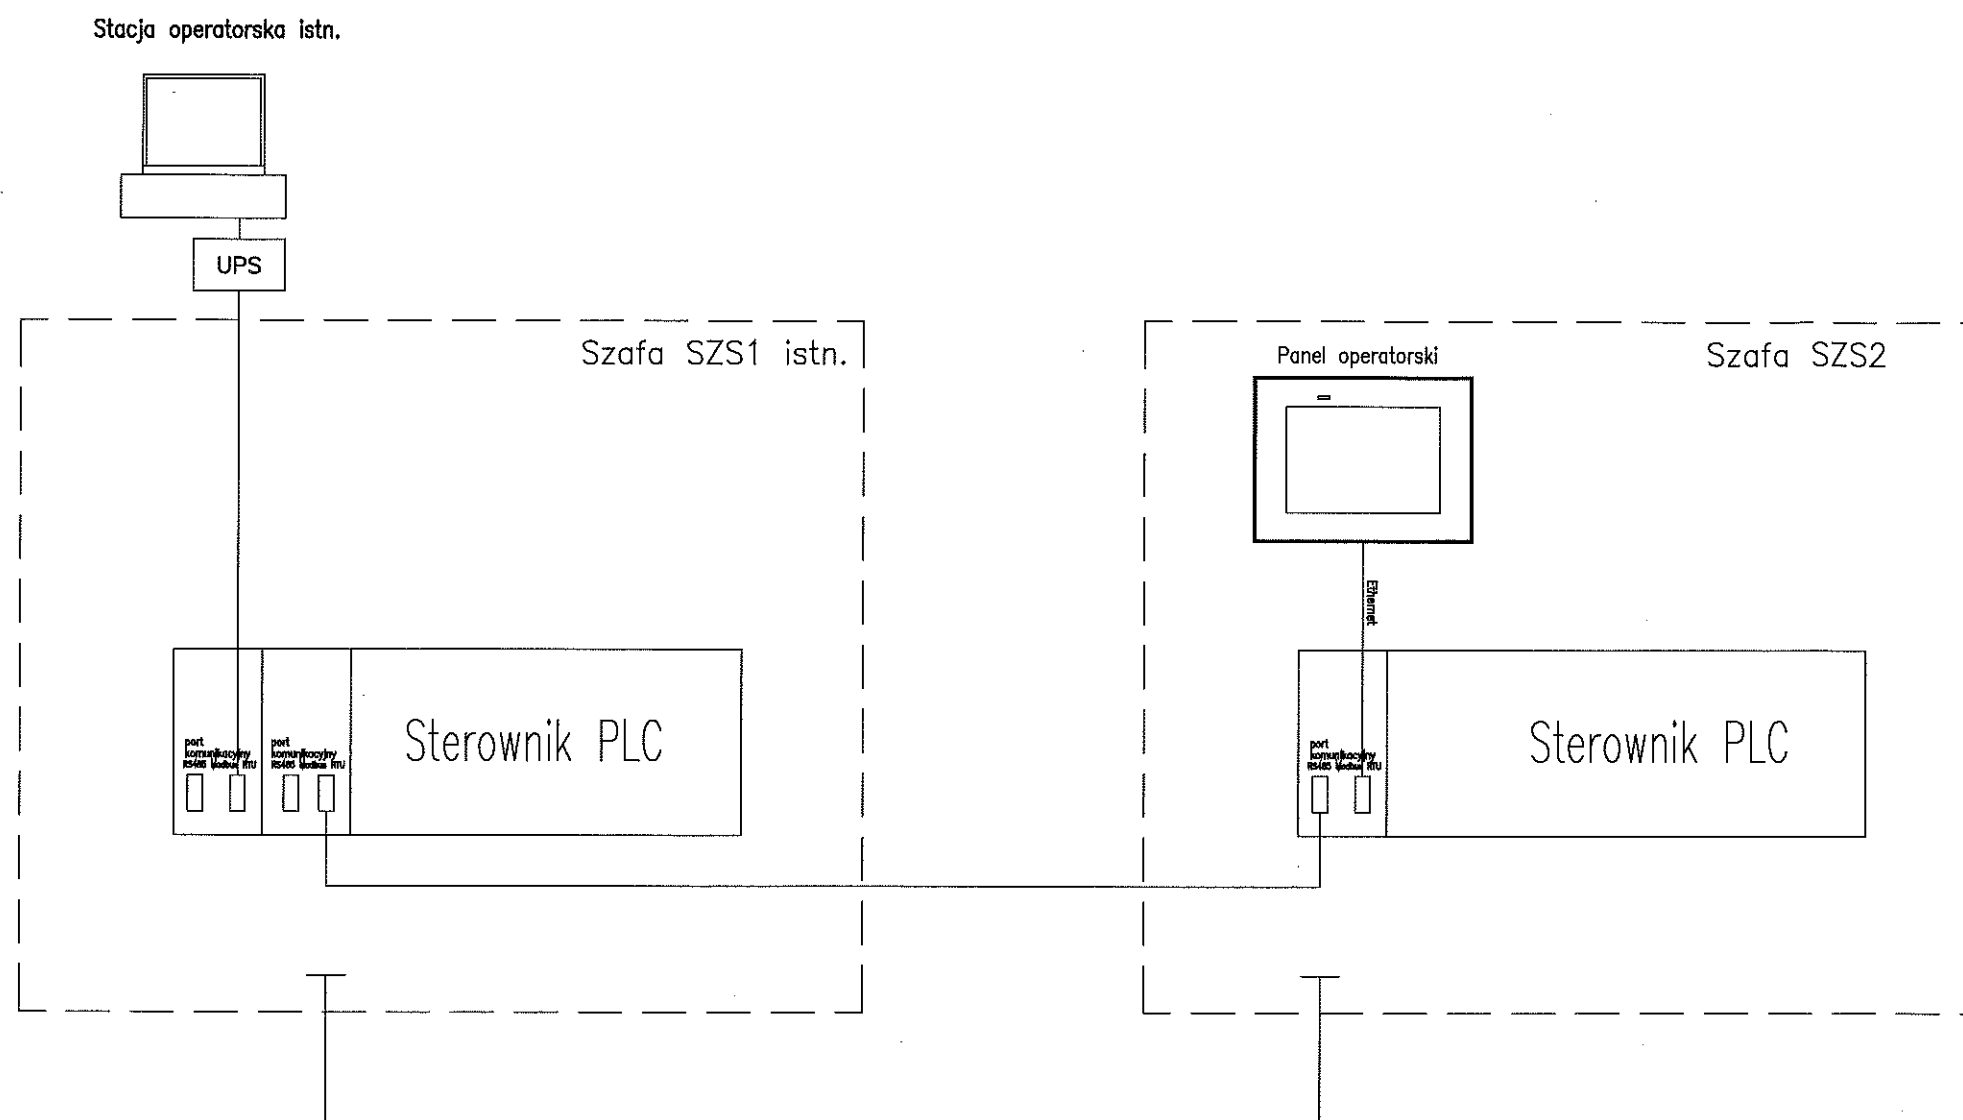 Stacja operatorska istn.
UPS
Szafa SZS1 istn.
Panel operatorski
Szafa SZS2
Ethernet
port
komunikacyjny
RS485 Modbus RTU
port
komunikacyjny
RS485 Modbus RTU
Sterownik PLC
port
komunikacyjny
RS485 Modbus RTU
Sterownik PLC